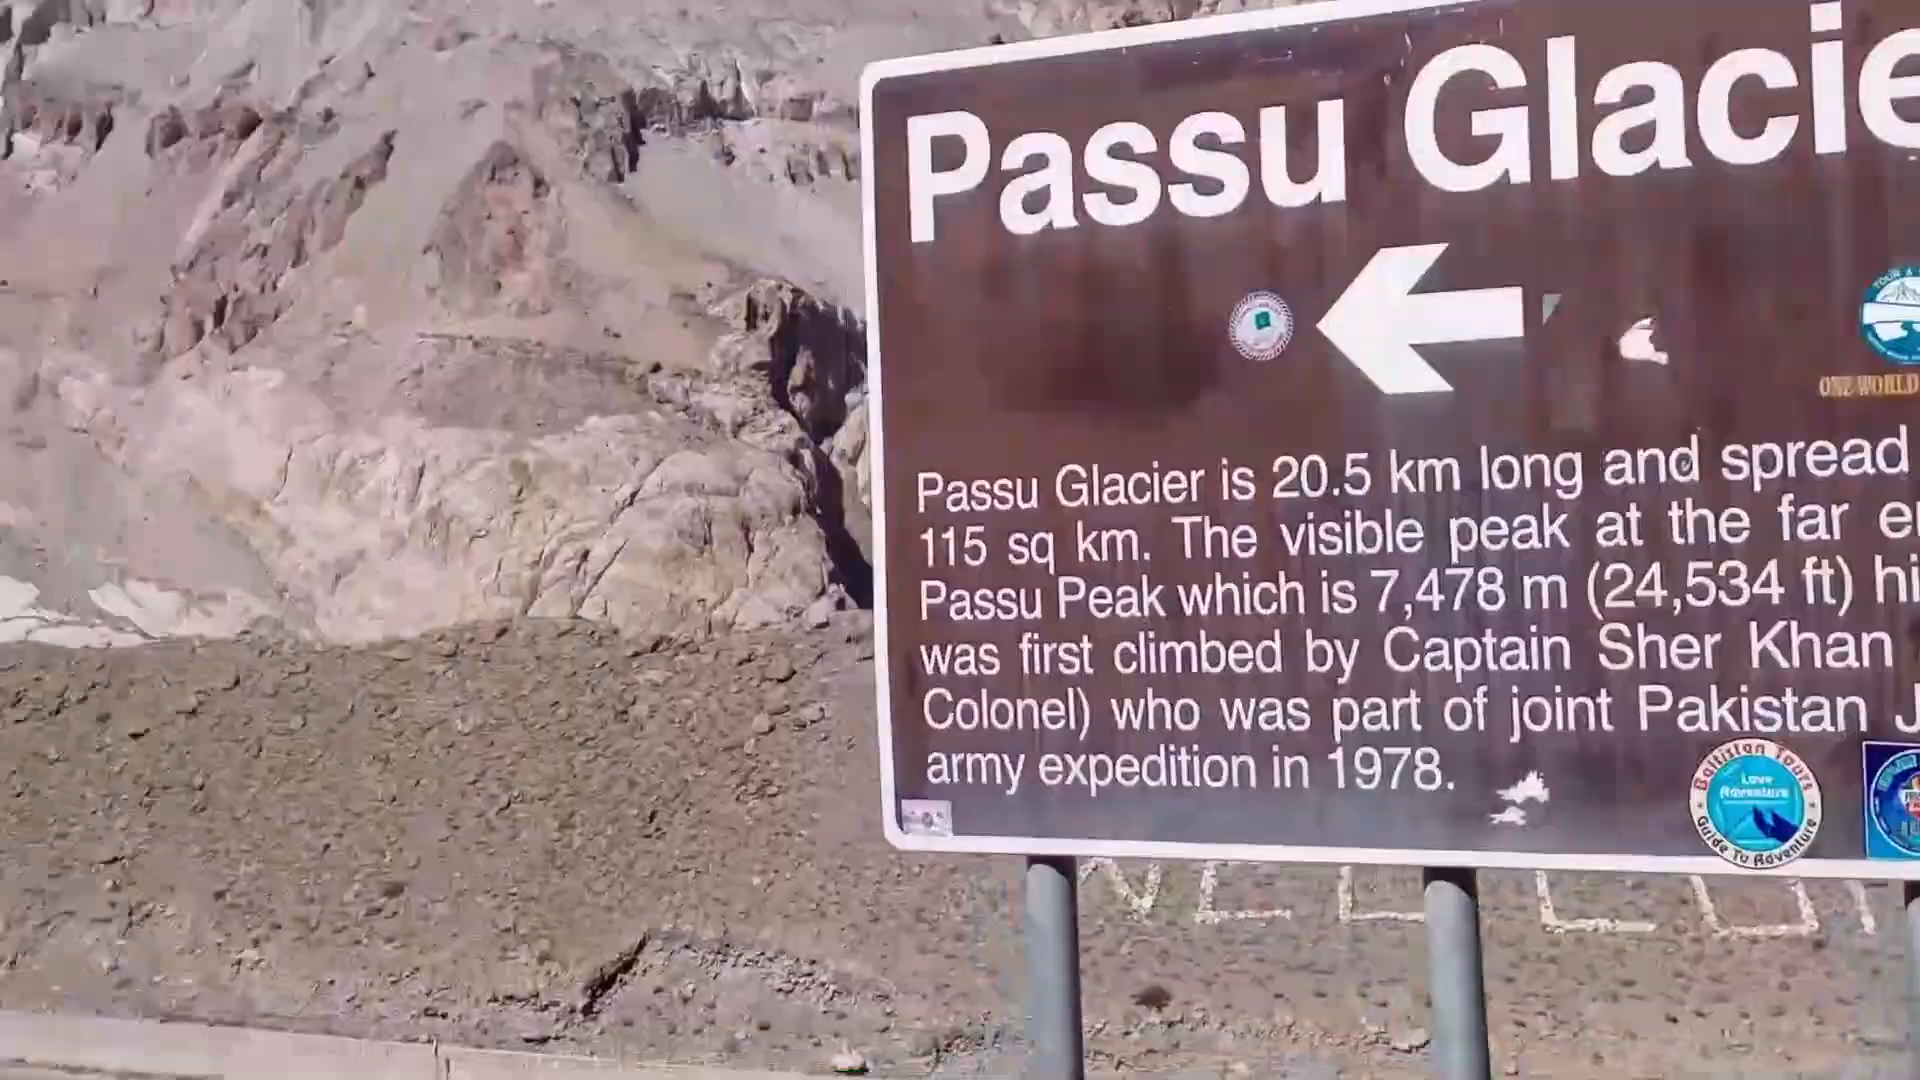 Passu Glacie
TOUR &
ONE WORLD
Passu Glacier is 20.5 km long and spread
115 sq km. The visible peak at the far e
Passu Peak which is 7,478 m (24,534 ft) hi
was first climbed by Captain Sher Khan
Colonel) who was part of joint Pakistan J
army expedition in 1978.
Baltistan Tours
Love
Adventure
Guide To Adventure